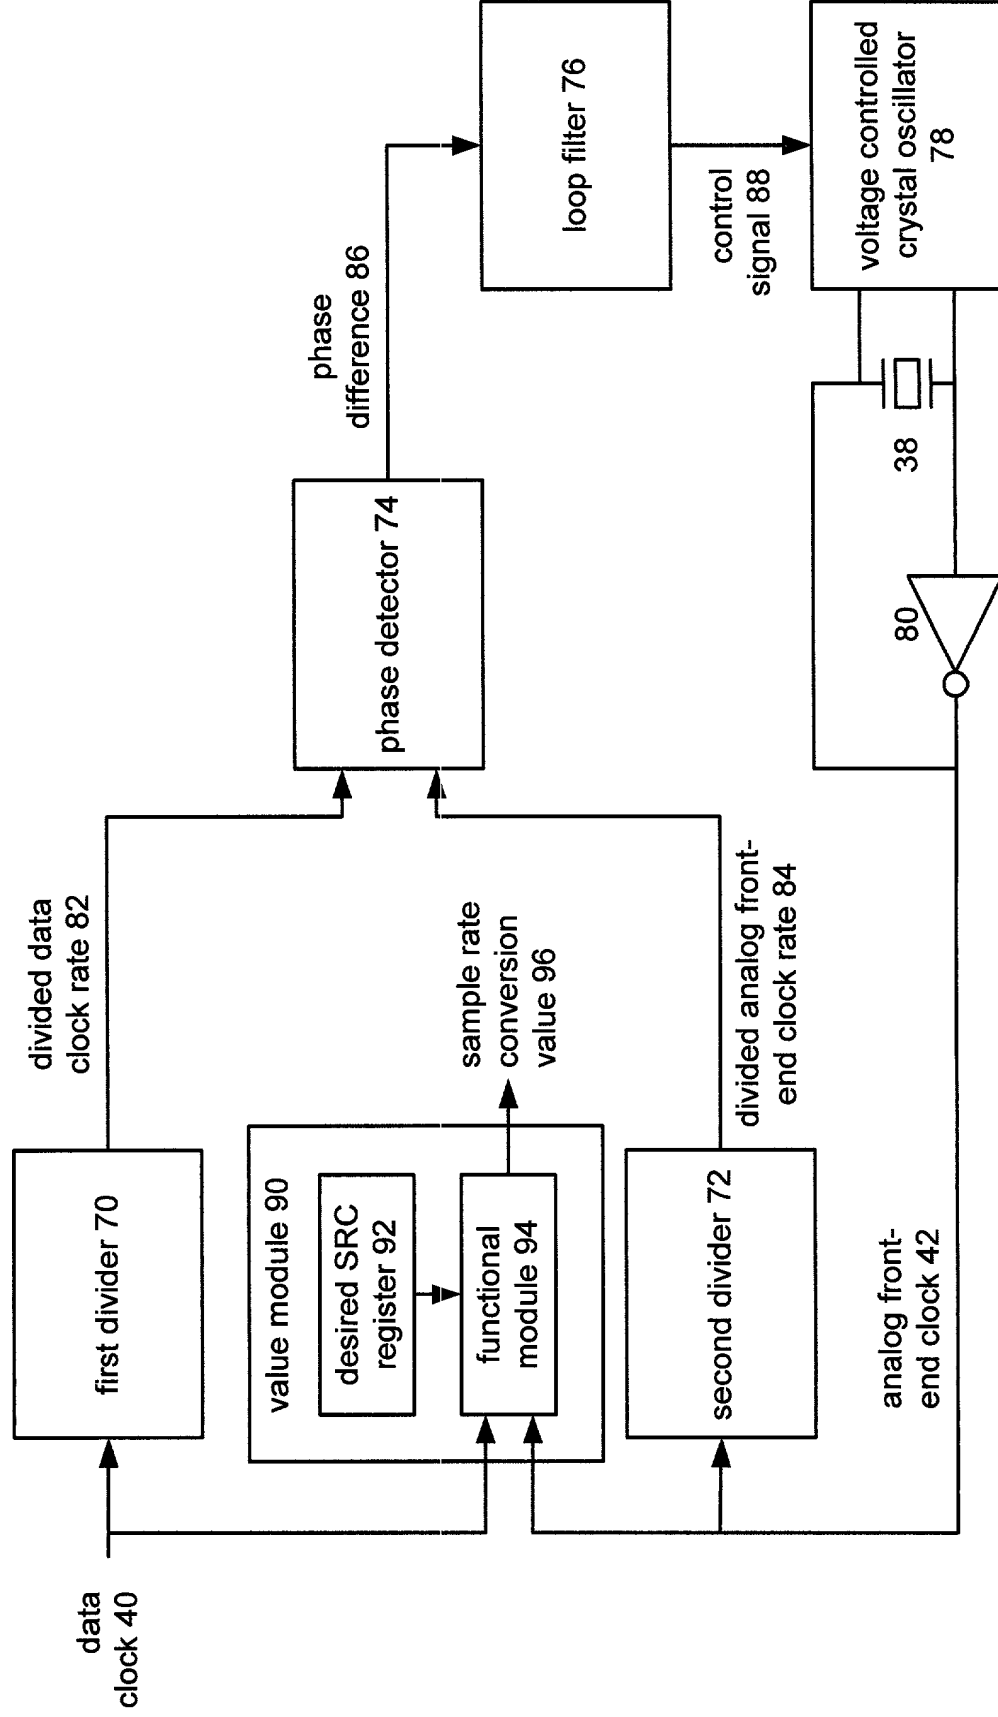 data
clock 40
first divider 70
divided data
clock rate 82
value module 90
desired SRC
register 92
functional
module 94
sample rate
conversion
value 96
second divider 72
divided analog front-
end clock rate 84
analog front-
end clock 42
phase detector 74
phase
difference 86
loop filter 76
control
signal 88
voltage controlled
crystal oscillator
78
38
80